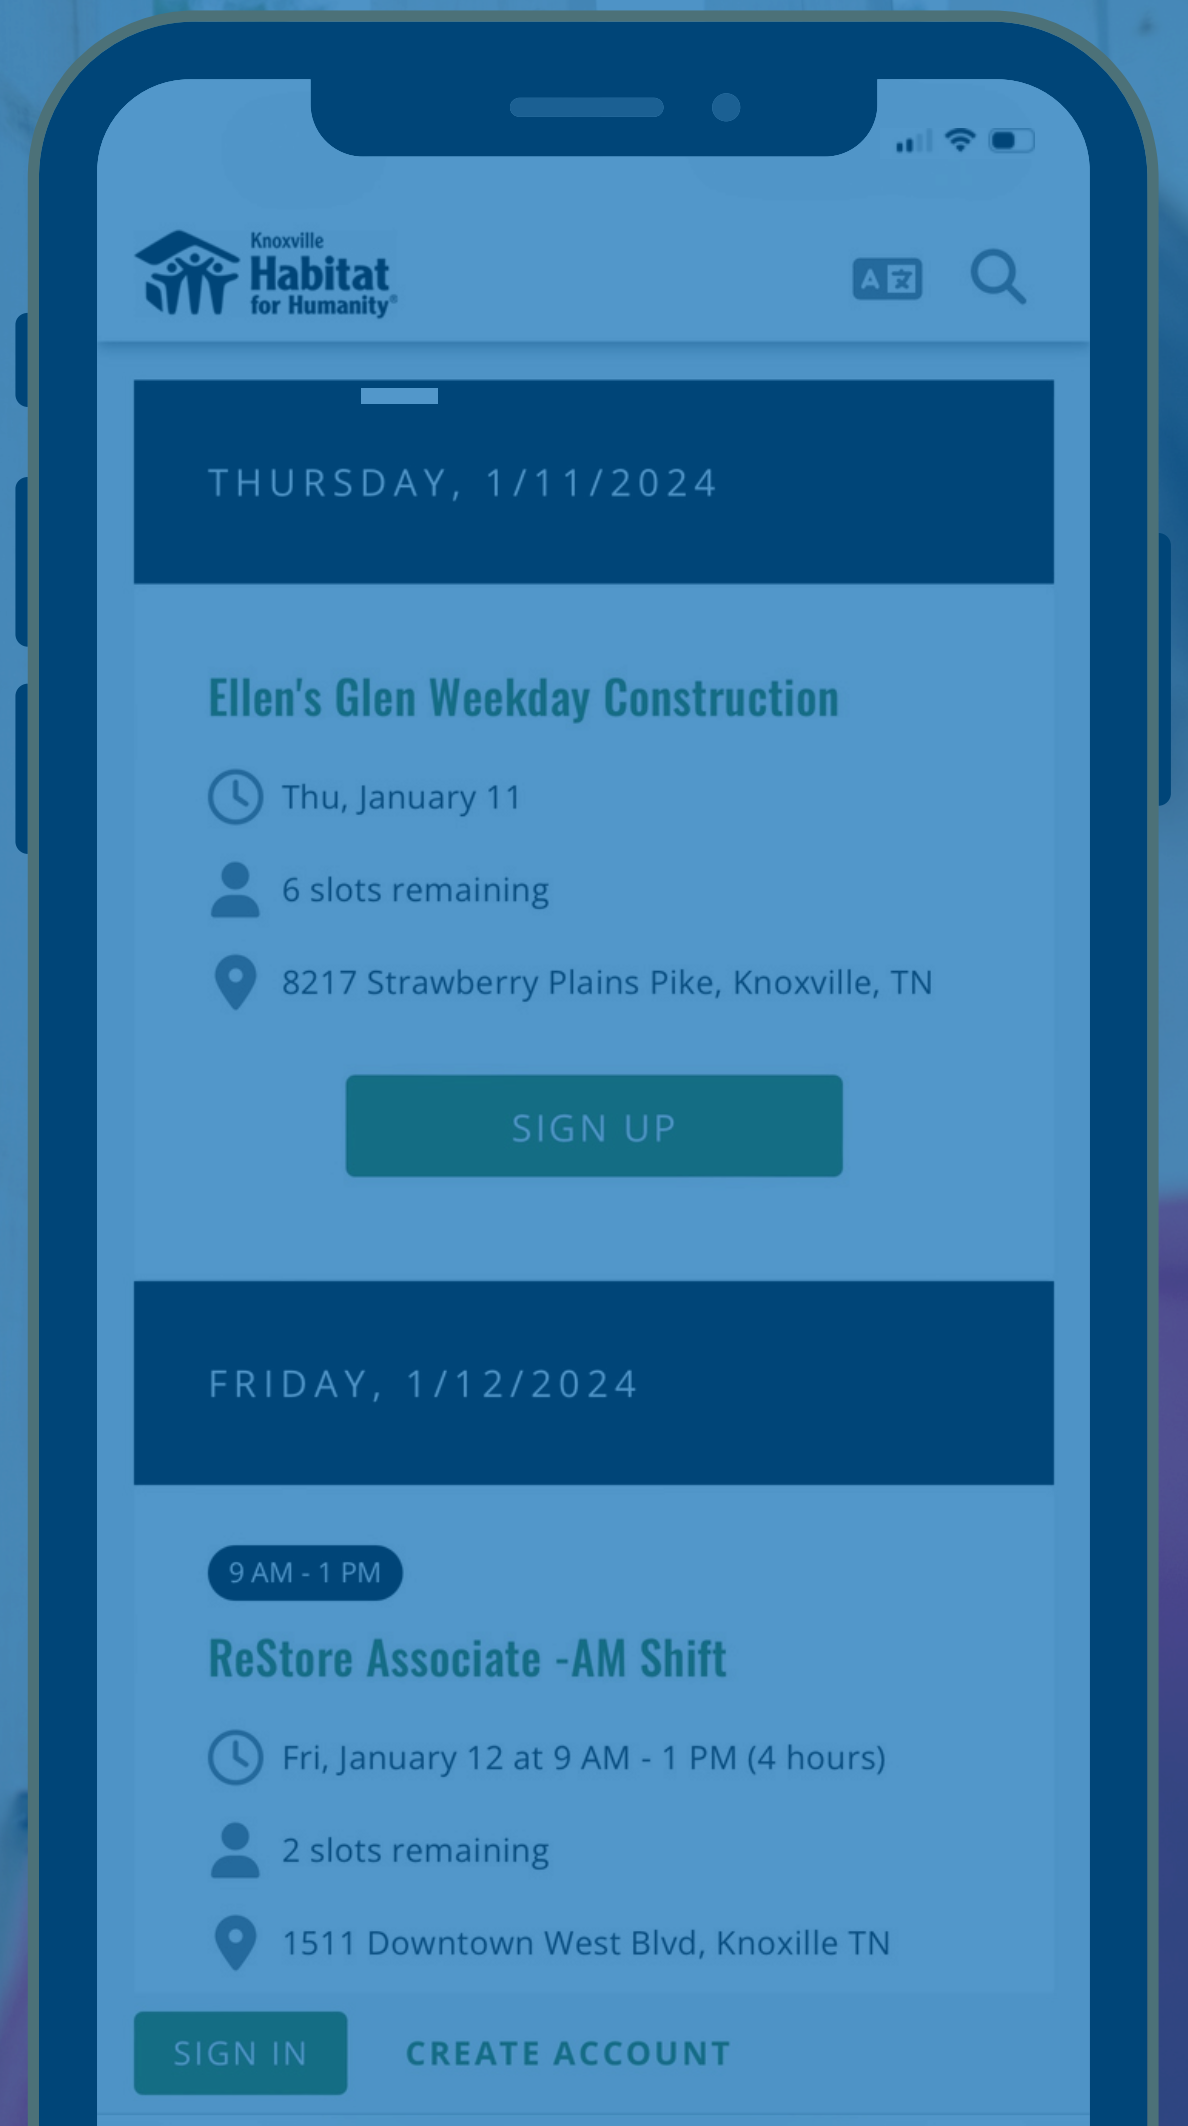 Knoxville
Habitat
for Humanity®
A 文
THURSDAY, 1/11/2024
Ellen's Glen Weekday Construction
Thu, January 11
6 slots remaining
8217 Strawberry Plains Pike, Knoxville, TN
SIGN UP
FRIDAY, 1/12/2024
9 AM - 1 PM
ReStore Associate -AM Shift
Fri, January 12 at 9 AM - 1 PM (4 hours)
2 slots remaining
1511 Downtown West Blvd, Knoxille TN
SIGN IN CREATE ACCOUNT